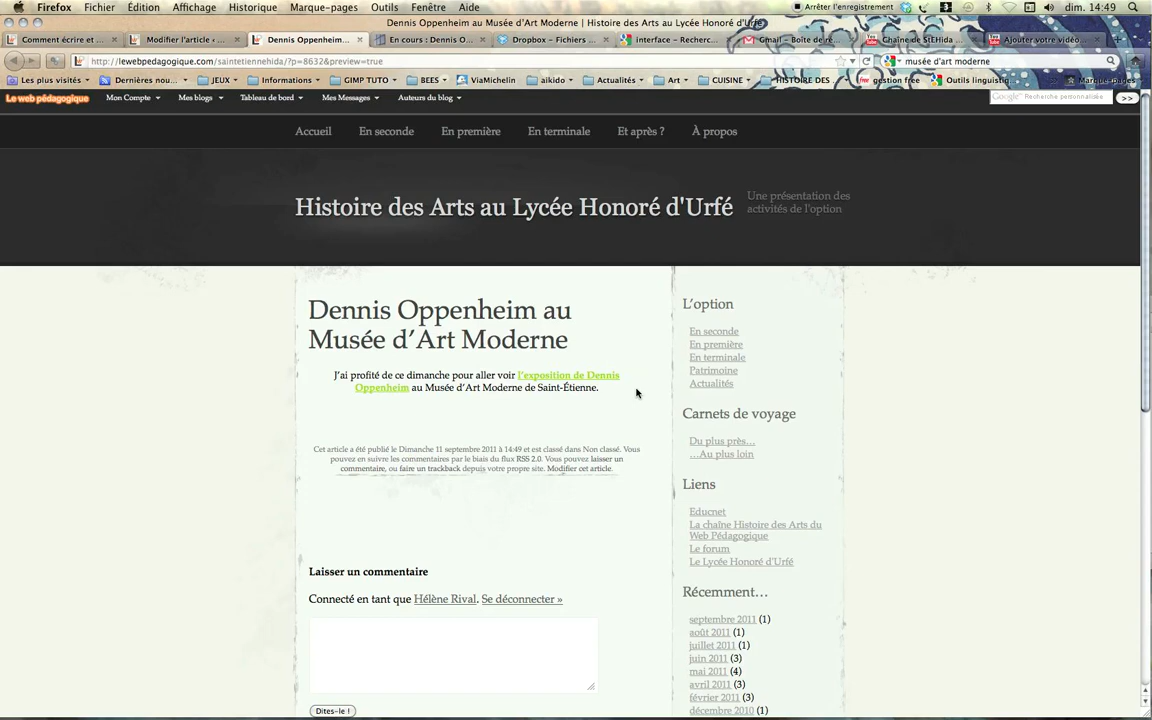 Firefox Fichier Édition Affichage Historique Marque-pages Outils Fenêtre Aide Arrêter l'enregistrement dim. 14:49
Dennis Oppenheim au Musée d'Art Moderne | Histoire des Arts au Lycée Honoré d'Urfé
Comment écrire et ... Modifier l'article ‹ ... Dennis Oppenheim... En cours : Dennis O... Dropbox – Fichiers ... interface – Recherc... Gmail – Boîte de ré... Chaîne de StEHida Ajouter votre vidéo...
http://lewebpedagogique.com/saintetiennehida/?p=8632&preview=true musée d'art moderne
Les plus visités Dernières nou... JEUX Informations GIMP TUTO BEES ViaMichelin aikido Actualités Art CUISINE HISTOIRE DES... gestion free Outils linguistiq... Marque-pages
Le web pédagogique Mon Compte Mes blogs Tableau de bord Mes Messages Auteurs du blog Google Recherche personnalisée >>
Accueil En seconde En première En terminale Et après ? À propos
Histoire des Arts au Lycée Honoré d'Urfé
Une présentation des
activités de l'option
Dennis Oppenheim au
Musée d'Art Moderne
J'ai profité de ce dimanche pour aller voir l'exposition de Dennis
Oppenheim au Musée d'Art Moderne de Saint-Étienne.
Cet article a été publié le Dimanche 11 septembre 2011 à 14:49 et est classé dans Non classé. Vous
pouvez en suivre les commentaires par le biais du flux RSS 2.0. Vous pouvez laisser un
commentaire, ou faire un trackback depuis votre propre site. Modifier cet article.
Laisser un commentaire
Connecté en tant que Hélène Rival. Se déconnecter »
Dites-le !
L'option
En seconde
En première
En terminale
Patrimoine
Actualités
Carnets de voyage
Du plus près…
…Au plus loin
Liens
Educnet
La chaîne Histoire des Arts du
Web Pédagogique
Le forum
Le Lycée Honoré d'Urfé
Récemment…
septembre 2011 (1)
août 2011 (1)
juillet 2011 (1)
juin 2011 (3)
mai 2011 (4)
avril 2011 (3)
février 2011 (3)
décembre 2010 (1)